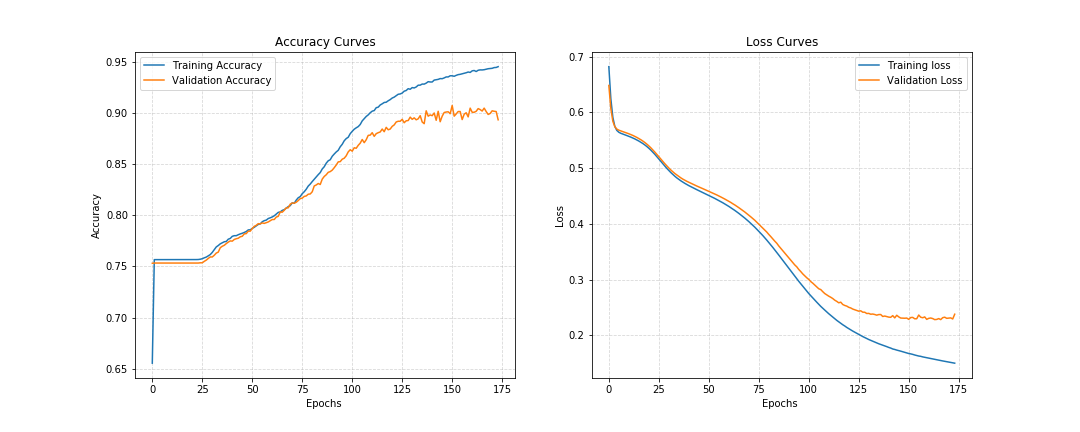 Accuracy Curves
Training Accuracy
Validation Accuracy
0.95
0.90
0.85
0.80
0.75
0.70
0.65
Accuracy
0 25 50 75 100 125 150 175
Epochs
Loss Curves
Training loss
Validation Loss
0.7
0.6
0.5
0.4
0.3
0.2
Loss
0 25 50 75 100 125 150 175
Epochs